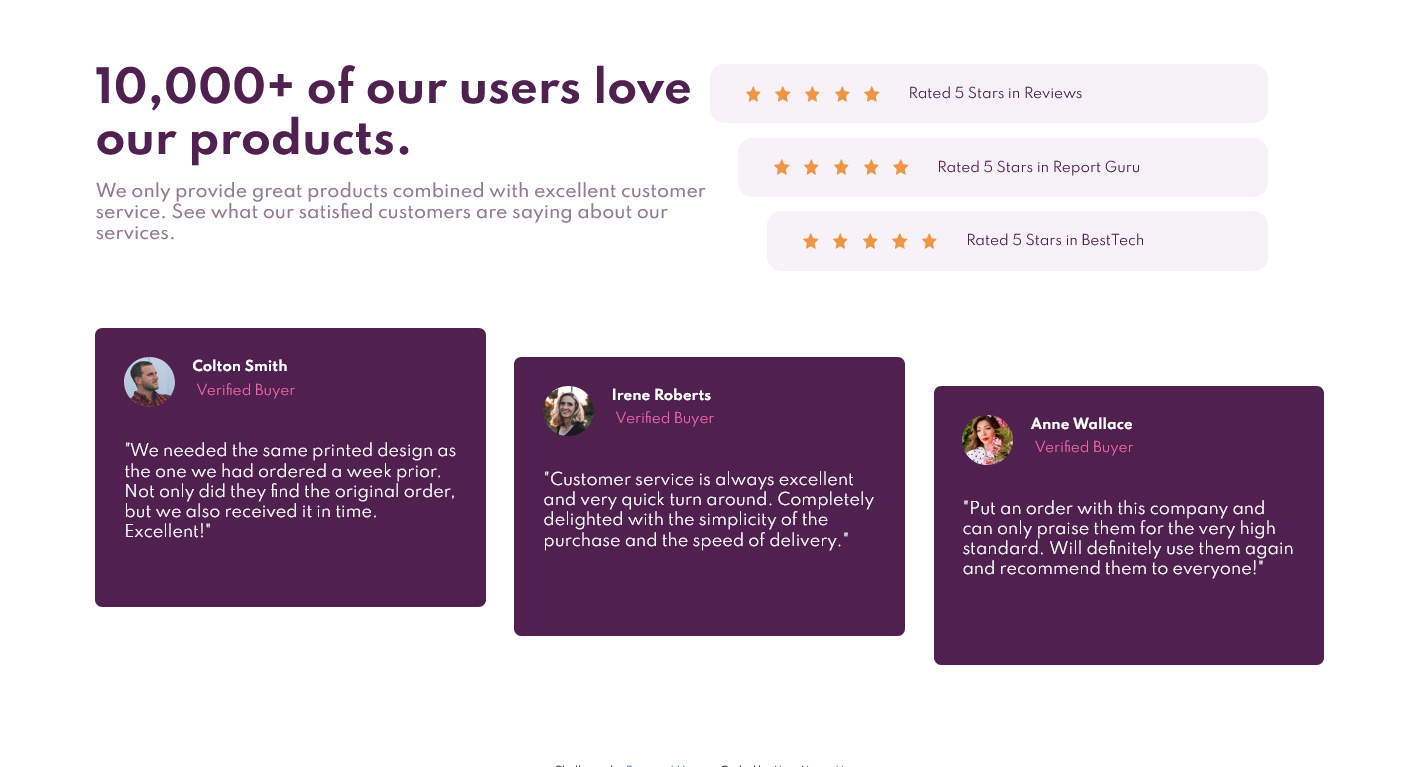 10,000+ of our users love
our products.
We only provide great products combined with excellent customer
service. See what our satisfied customers are saying about our
services.
Rated 5 Stars in Reviews
Rated 5 Stars in Report Guru
Rated 5 Stars in BestTech
Colton Smith
Verified Buyer
"We needed the same printed design as
the one we had ordered a week prior.
Not only did they find the original order,
but we also received it in time.
Excellent!"
Irene Roberts
Verified Buyer
"Customer service is always excellent
and very quick turn around. Completely
delighted with the simplicity of the
purchase and the speed of delivery."
Anne Wallace
Verified Buyer
"Put an order with this company and
can only praise them for the very high
standard. Will definitely use them again
and recommend them to everyone!"